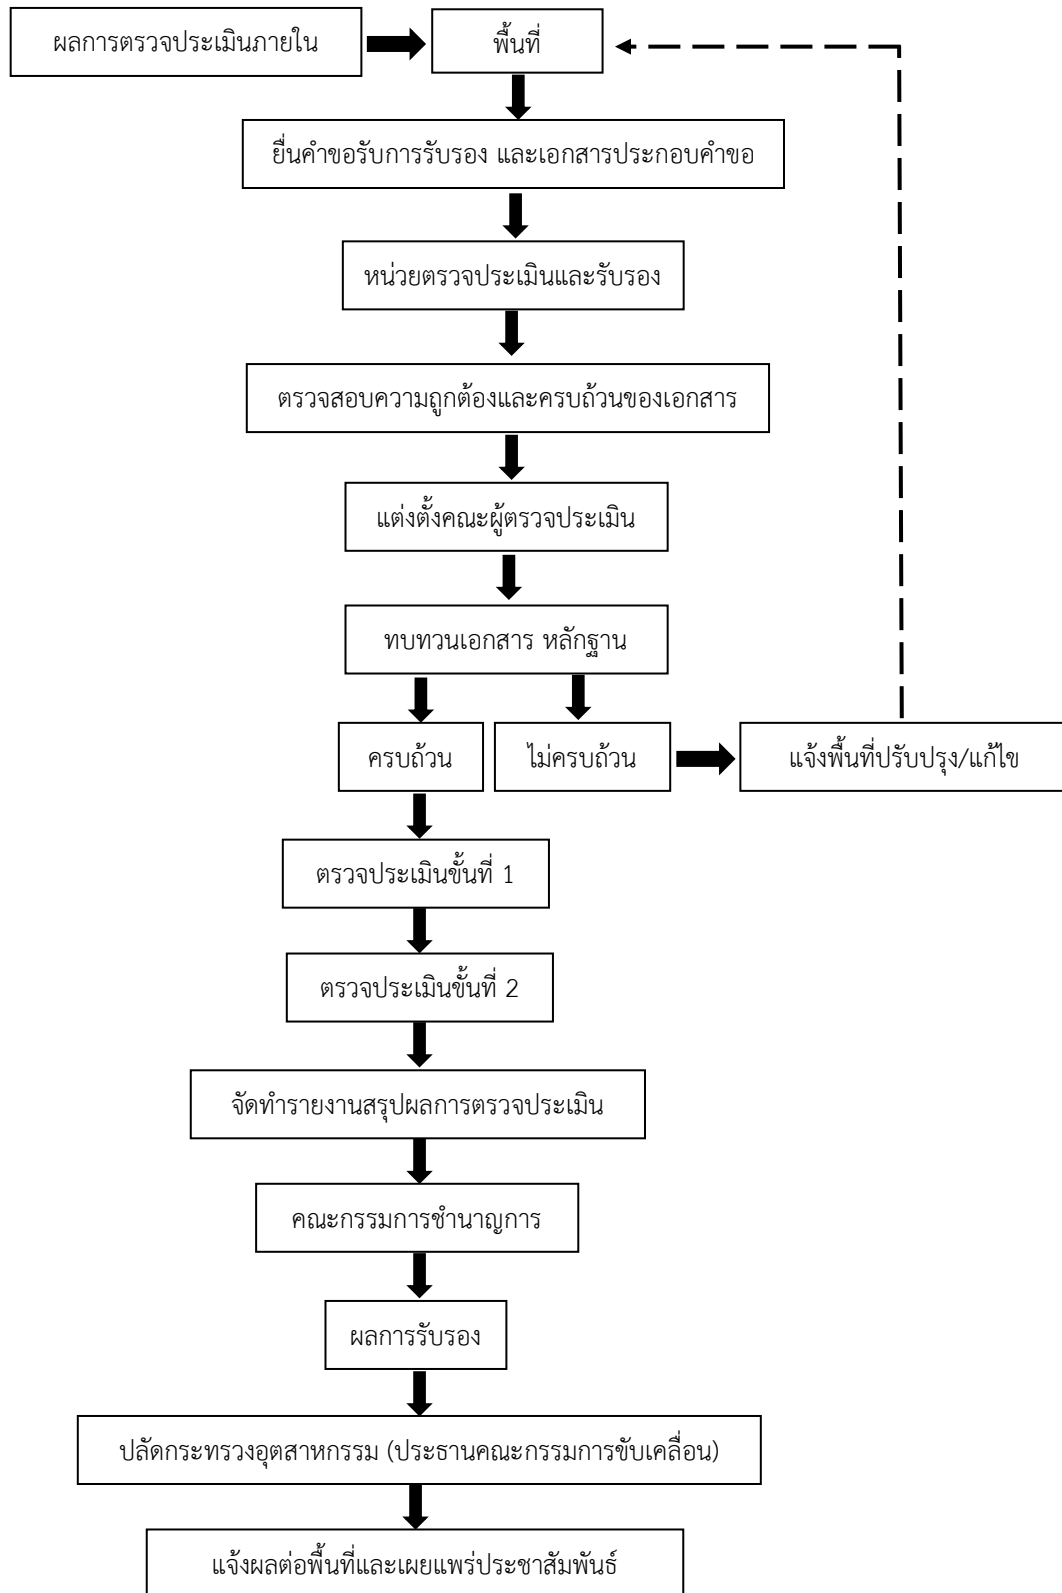 ผลการตรวจประเมินภายใน
พื้นที่
ยื่นคำขอรับการรับรอง และเอกสารประกอบคำขอ
หน่วยตรวจประเมินและรับรอง
ตรวจสอบความถูกต้องและครบถ้วนของเอกสาร
แต่งตั้งคณะผู้ตรวจประเมิน
ทบทวนเอกสาร หลักฐาน
ครบถ้วน
ไม่ครบถ้วน
แจ้งพื้นที่ปรับปรุง/แก้ไข
ตรวจประเมินขั้นที่ 1
ตรวจประเมินขั้นที่ 2
จัดทำรายงานสรุปผลการตรวจประเมิน
คณะกรรมการชำนาญการ
ผลการรับรอง
ปลัดกระทรวงอุตสาหกรรม (ประธานคณะกรรมการขับเคลื่อน)
แจ้งผลต่อพื้นที่และเผยแพร่ประชาสัมพันธ์